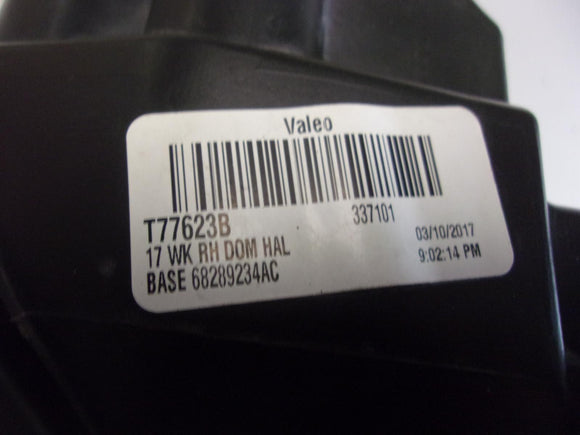 Valeo
T77623B 337101
17 WK RH DOM HAL 03/10/2017
BASE 68289234AC 9:02:14 PM